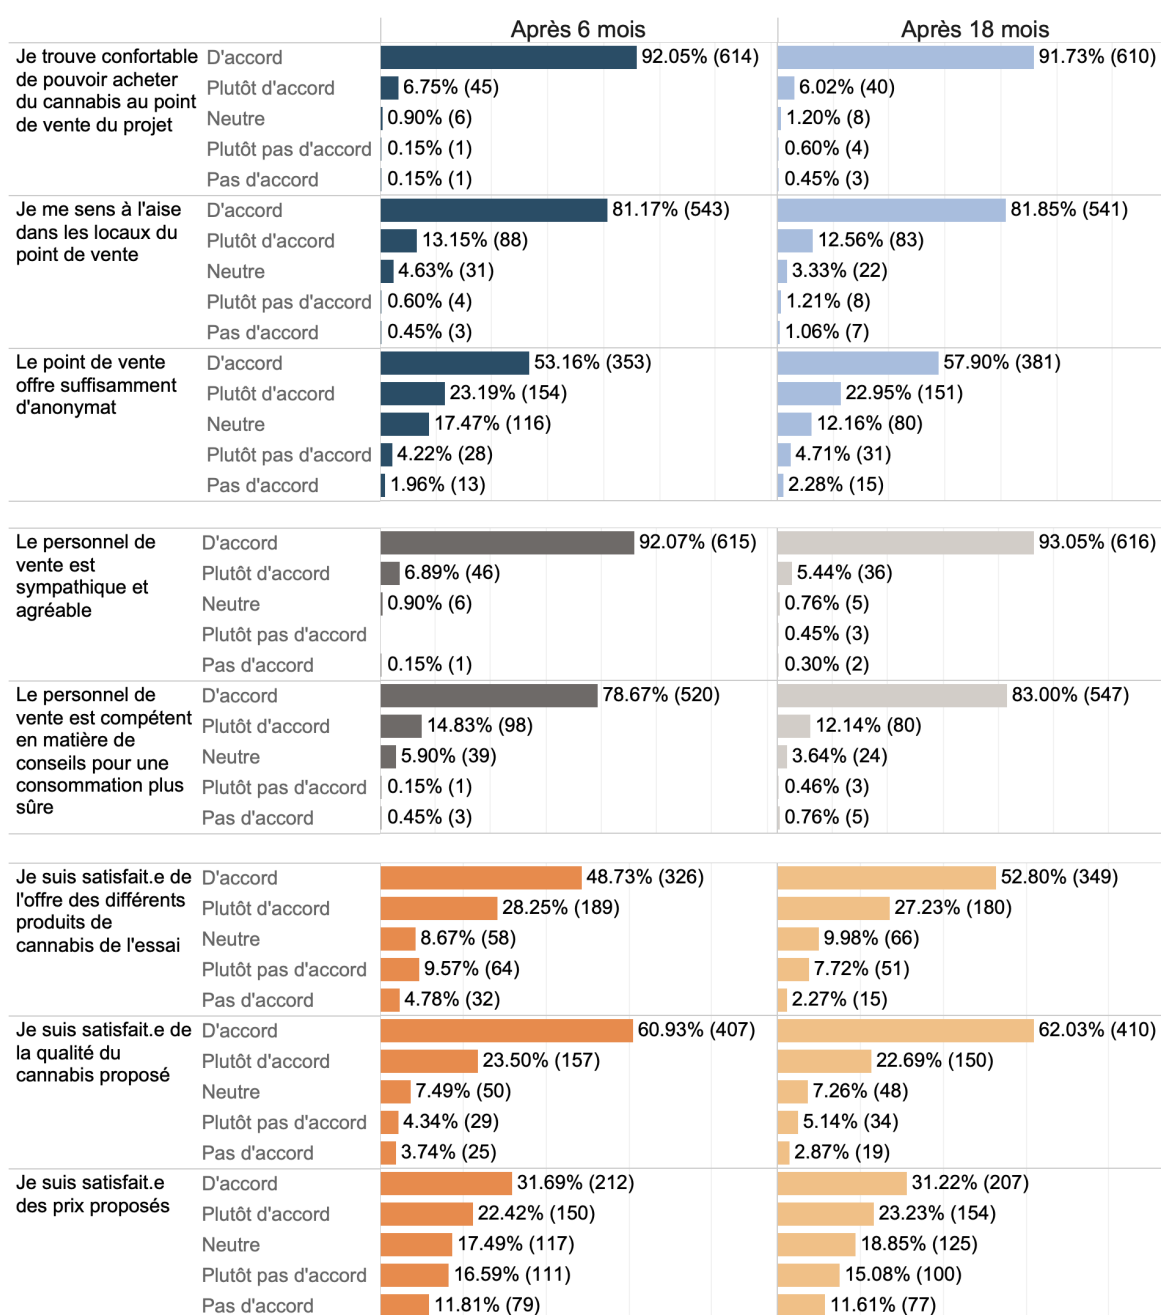 Après 6 mois Après 18 mois
Je trouve confortable D'accord 92.05% (614) 91.73% (610)
de pouvoir acheter Plutôt d'accord 6.75% (45) 6.02% (40)
du cannabis au point Neutre 0.90% (6) 1.20% (8)
de vente du projet Plutôt pas d'accord 0.15% (1) 0.60% (4)
Pas d'accord 0.15% (1) 0.45% (3)
Je me sens à l'aise D'accord 81.17% (543) 81.85% (541)
dans les locaux du Plutôt d'accord 13.15% (88) 12.56% (83)
point de vente Neutre 4.63% (31) 3.33% (22)
Plutôt pas d'accord 0.60% (4) 1.21% (8)
Pas d'accord 0.45% (3) 1.06% (7)
Le point de vente D'accord 53.16% (353) 57.90% (381)
offre suffisamment Plutôt d'accord 23.19% (154) 22.95% (151)
d'anonymat Neutre 17.47% (116) 12.16% (80)
Plutôt pas d'accord 4.22% (28) 4.71% (31)
Pas d'accord 1.96% (13) 2.28% (15)
Le personnel de D'accord 92.07% (615) 93.05% (616)
vente est Plutôt d'accord 6.89% (46) 5.44% (36)
sympathique et Neutre 0.90% (6) 0.76% (5)
agréable Plutôt pas d'accord 0.45% (3)
Pas d'accord 0.15% (1) 0.30% (2)
Le personnel de D'accord 78.67% (520) 83.00% (547)
vente est compétent Plutôt d'accord 14.83% (98) 12.14% (80)
en matière de Neutre 5.90% (39) 3.64% (24)
conseils pour une Plutôt pas d'accord 0.15% (1) 0.46% (3)
consommation plus Pas d'accord 0.45% (3) 0.76% (5)
sûre
Je suis satisfait.e de D'accord 48.73% (326) 52.80% (349)
l'offre des différents Plutôt d'accord 28.25% (189) 27.23% (180)
produits de Neutre 8.67% (58) 9.98% (66)
cannabis de l'essai Plutôt pas d'accord 9.57% (64) 7.72% (51)
Pas d'accord 4.78% (32) 2.27% (15)
Je suis satisfait.e de D'accord 60.93% (407) 62.03% (410)
la qualité du Plutôt d'accord 23.50% (157) 22.69% (150)
cannabis proposé Neutre 7.49% (50) 7.26% (48)
Plutôt pas d'accord 4.34% (29) 5.14% (34)
Pas d'accord 3.74% (25) 2.87% (19)
Je suis satisfait.e D'accord 31.69% (212) 31.22% (207)
des prix proposés Plutôt d'accord 22.42% (150) 23.23% (154)
Neutre 17.49% (117) 18.85% (125)
Plutôt pas d'accord 16.59% (111) 15.08% (100)
Pas d'accord 11.81% (79) 11.61% (77)